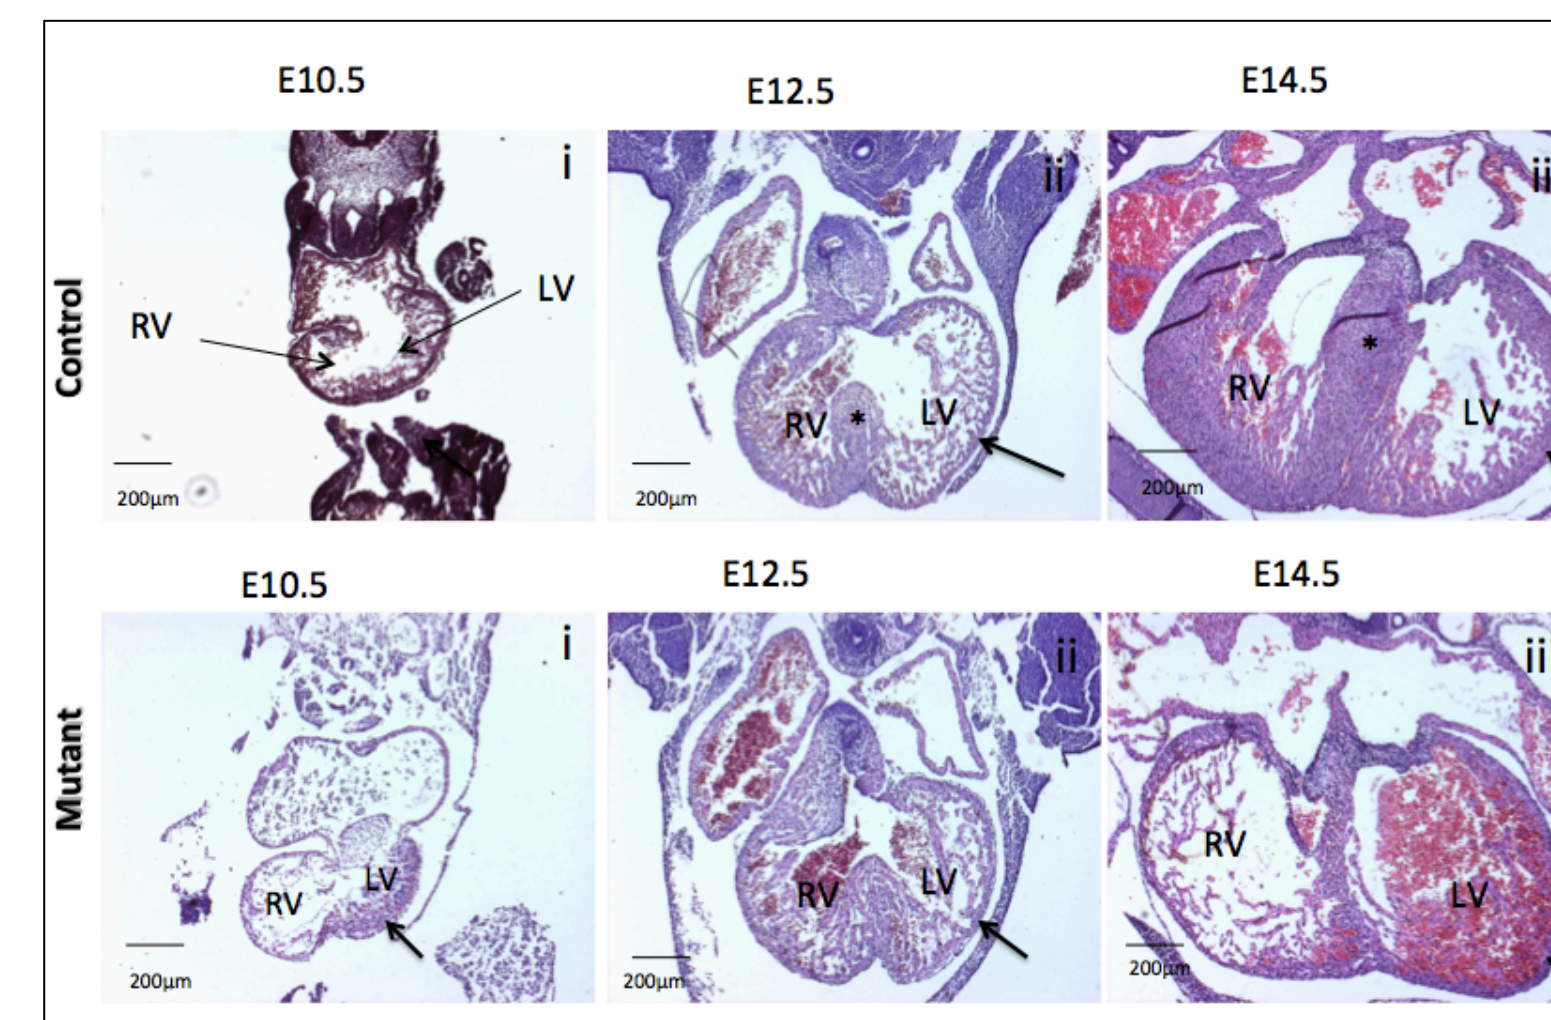 E10.5
E12.5
E14.5
Control
i
RV
LV
200µm
ii
RV
*
LV
200µm
ii
*
RV
LV
200µm
E10.5
E12.5
E14.5
Mutant
i
RV
LV
200µm
ii
RV
LV
200µm
ii
RV
LV
200µm